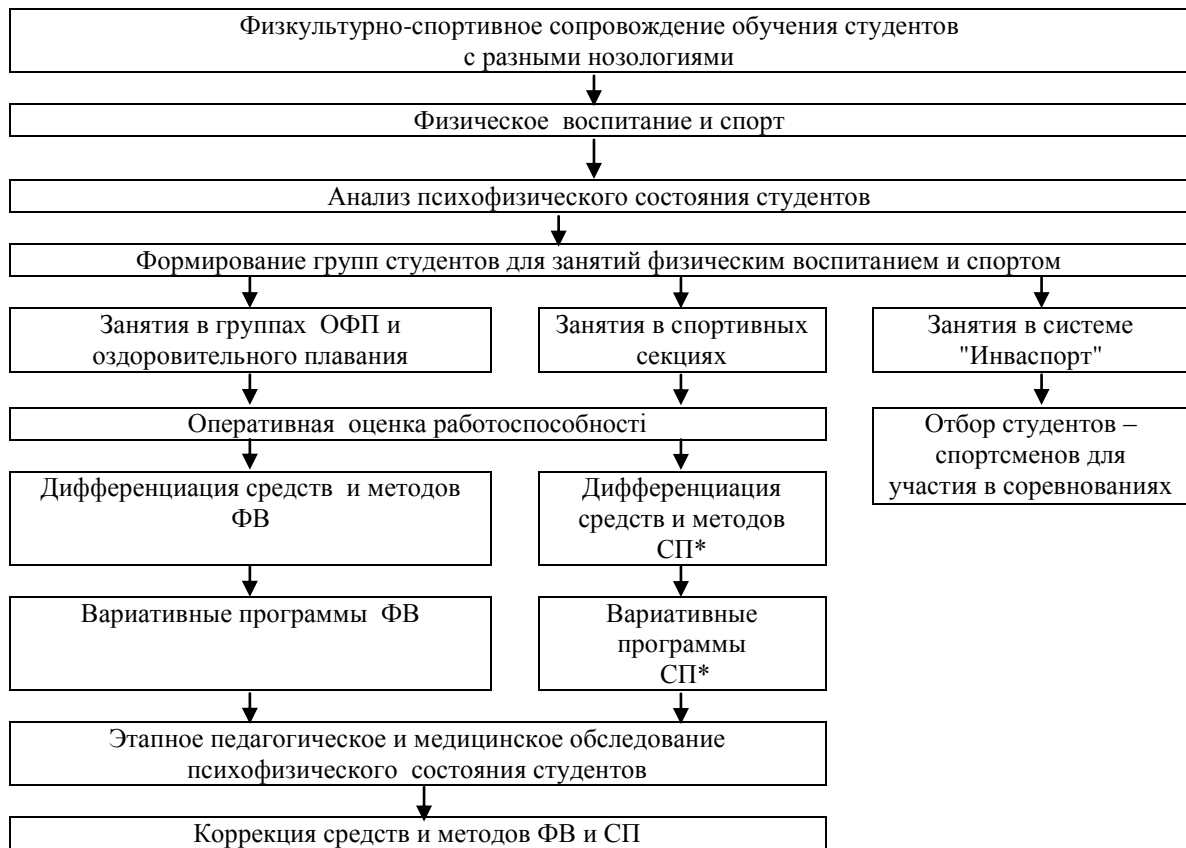 Физкультурно-спортивное сопровождение обучения студентов
с разными нозологиями
Физическое воспитание и спорт
Анализ психофизического состояния студентов
Формирование групп студентов для занятий физическим воспитанием и спортом
Занятия в группах ОФП и
оздоровительного плавания
Занятия в спортивных
секциях
Занятия в системе
"Инваспорт"
Оперативная оценка работоспособності
Отбор студентов –
спортсменов для
участия в соревнованиях
Дифференциация средств и методов
ФВ
Дифференциация
средств и методов
СП*
Вариативные программы ФВ
Вариативные
программы
СП*
Этапное педагогическое и медицинское обследование
психофизического состояния студентов
Коррекция средств и методов ФВ и СП